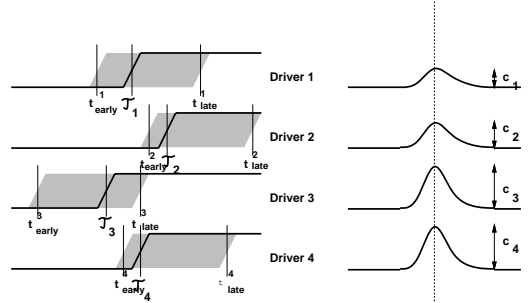 t 1 early
𝒯 1
t 1 late
Driver 1
c 1
t 2 early
𝒯 2
t 2 late
Driver 2
c 2
t 3 early
𝒯 3
t 3 late
Driver 3
c 3
t 4 early
𝒯 4
t 4 late
Driver 4
c 4